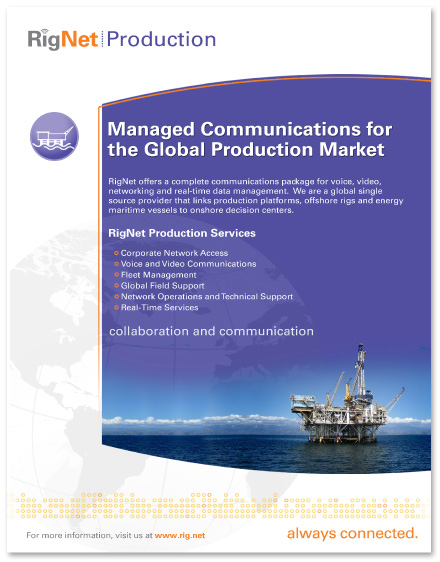 RigNet Production
Managed Communications for
the Global Production Market
RigNet offers a complete communications package for voice, video,
networking and real-time data management. We are a global single
source provider that links production platforms, offshore rigs and energy
maritime vessels to onshore decision centers.
RigNet Production Services
Corporate Network Access
Voice and Video Communications
Fleet Management
Global Field Support
Network Operations and Technical Support
Real-Time Services
collaboration and communication
For more information, visit us at www.rig.net
always connected.